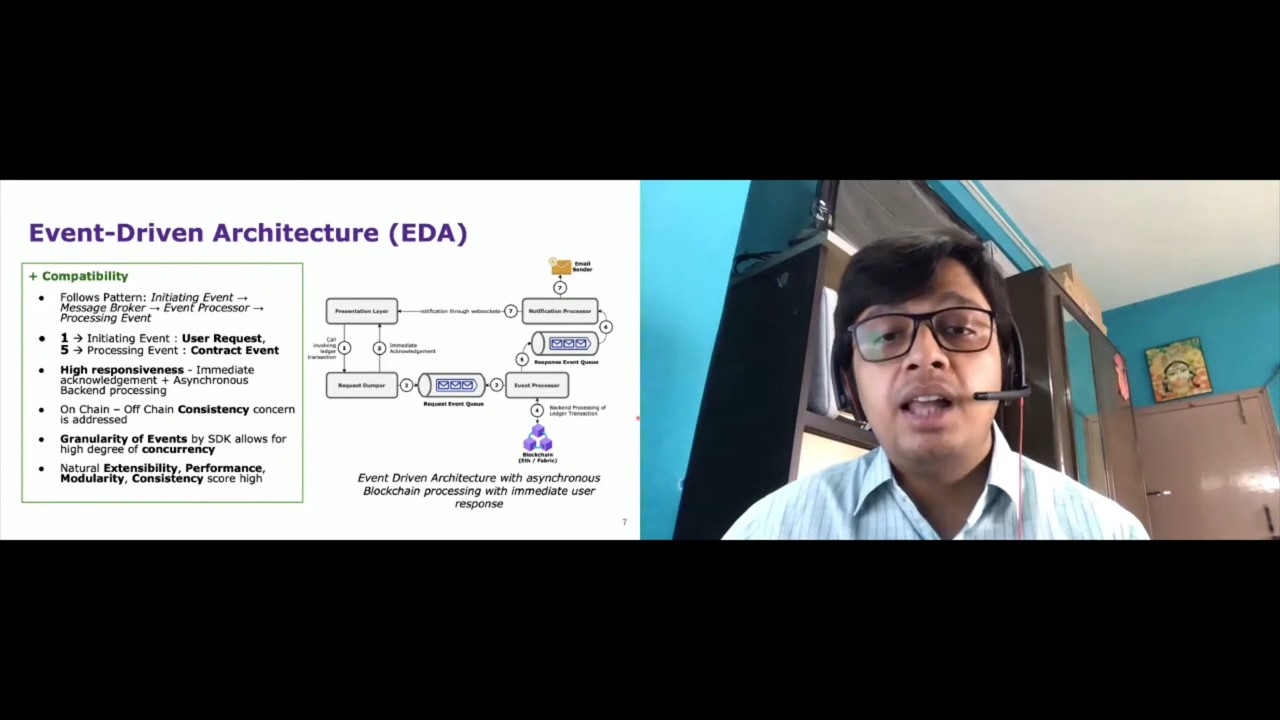 Event-Driven Architecture (EDA)
+ Compatibility
● Follows Pattern: Initiating Event →
Message Broker → Event Processor →
Processing Event
● 1 → Initiating Event : User Request,
5 → Processing Event : Contract Event
● High responsiveness - Immediate
acknowledgement + Asynchronous
Backend processing
● On Chain – Off Chain Consistency concern
is addressed
● Granularity of Events by SDK allows for
high degree of concurrency
● Natural Extensibility, Performance,
Modularity, Consistency score high
Email
Sender
7
Presentation Layer
notification through websockets
7
Notification Processor
6
Call
involving
ledger
transaction
1
3
Immediate
Acknowledgement
Response Event Queue
5
Request Dumper
2
3
Event Processor
Request Event Queue
4
Backend Processing of
Ledger Transaction
Blockchain
(Eth / Fabric)
Event Driven Architecture with asynchronous
Blockchain processing with immediate user
response
7